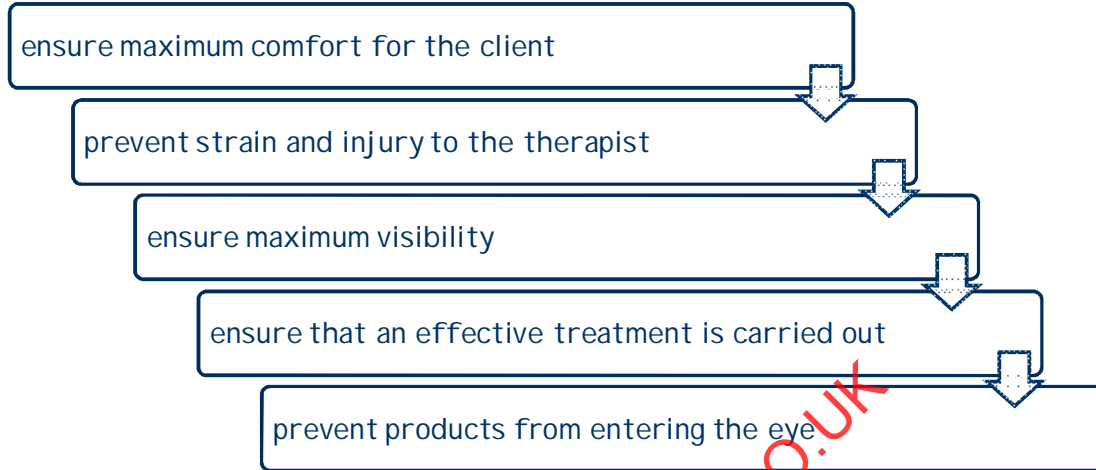 ensure maximum comfort for the client
prevent strain and injury to the therapist
ensure maximum visibility
ensure that an effective treatment is carried out
prevent products from entering the eye
O.UK